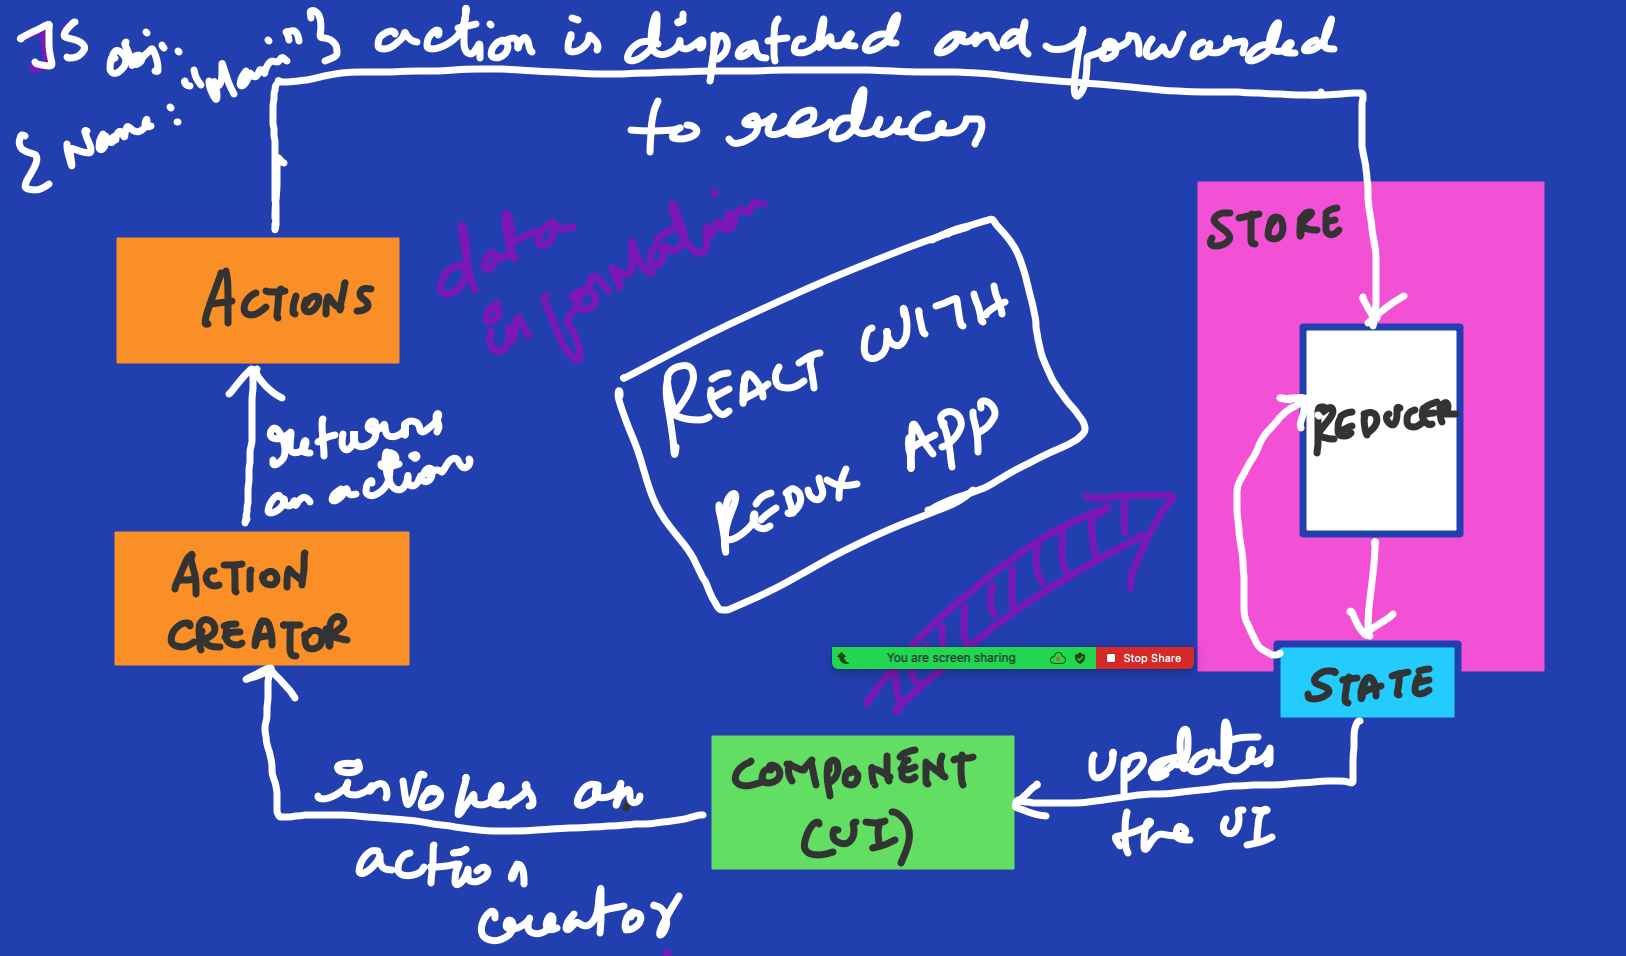 JS Obj: action is dispatched and forwarded
{ Name: "Mani" }
to reducer
STORE
data
information
ACTIONS
REACT WITH
REDUX APP
REDUCER
returns
an action
ACTION
CREATOR
You are screen sharing
Stop Share
STATE
COMPONENT
(UI)
updates
the UI
invokes an
action
creator